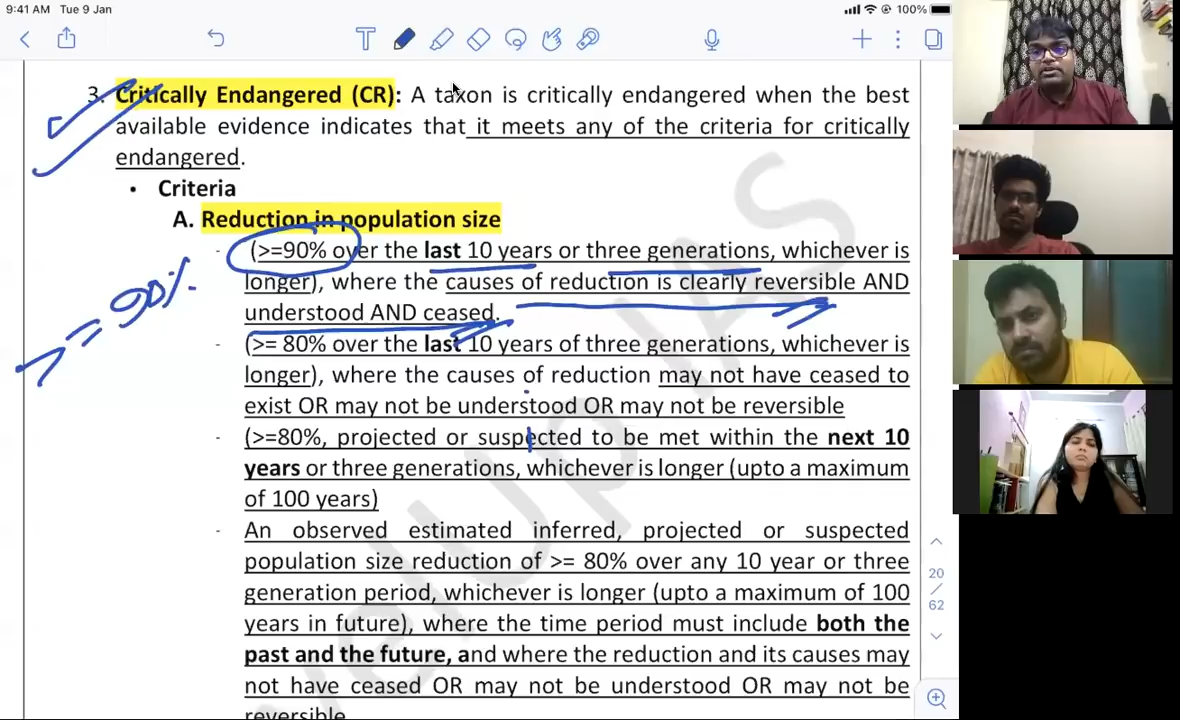 9:41 AM Tue 9 Jan
100%
T
3. Critically Endangered (CR): A taxon is critically endangered when the best
available evidence indicates that it meets any of the criteria for critically
endangered.
• Criteria
A. Reduction in population size
- (>=90% over the last 10 years or three generations, whichever is
longer), where the causes of reduction is clearly reversible AND
understood AND ceased.
>= 90%
- (>= 80% over the last 10 years of three generations, whichever is
longer), where the causes of reduction may not have ceased to
exist OR may not be understood OR may not be reversible
- (>=80%, projected or suspected to be met within the next 10
years or three generations, whichever is longer (upto a maximum
of 100 years)
- An observed estimated inferred, projected or suspected
population size reduction of >= 80% over any 10 year or three
generation period, whichever is longer (upto a maximum of 100
years in future), where the time period must include both the
past and the future, and where the reduction and its causes may
not have ceased OR may not be understood OR may not be
reversible
20
/
62